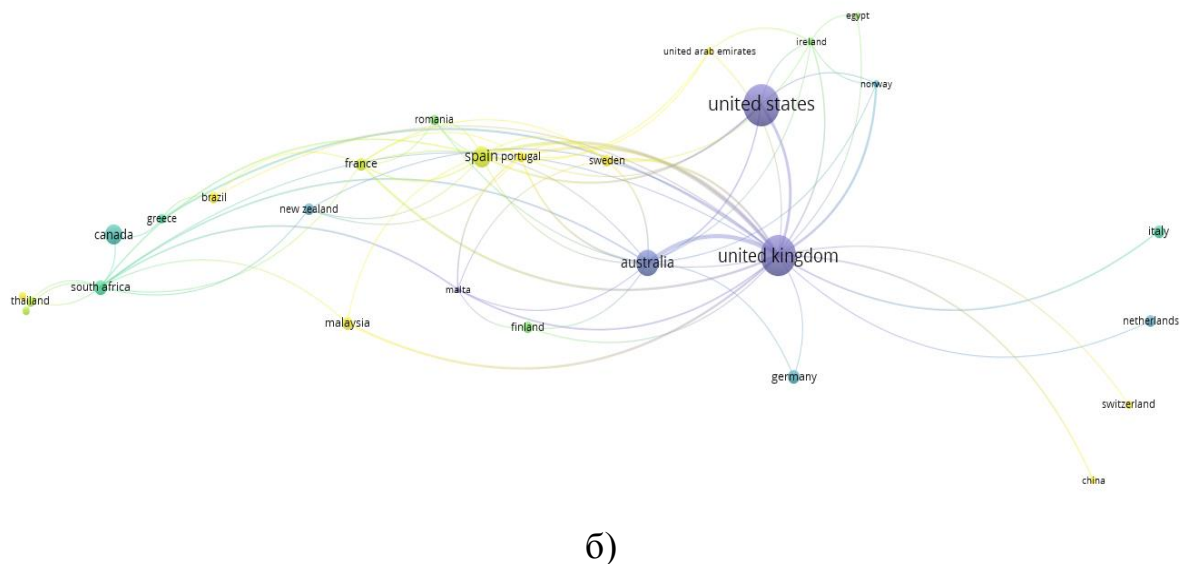 egypt
ireland
united arab emirates
norway
united states
romania
spain
portugal
sweden
france
brazil
new zealand
greece
canada
italy
united kingdom
australia
south africa
malta
thailand
malaysia
finland
netherlands
germany
switzerland
china
б)